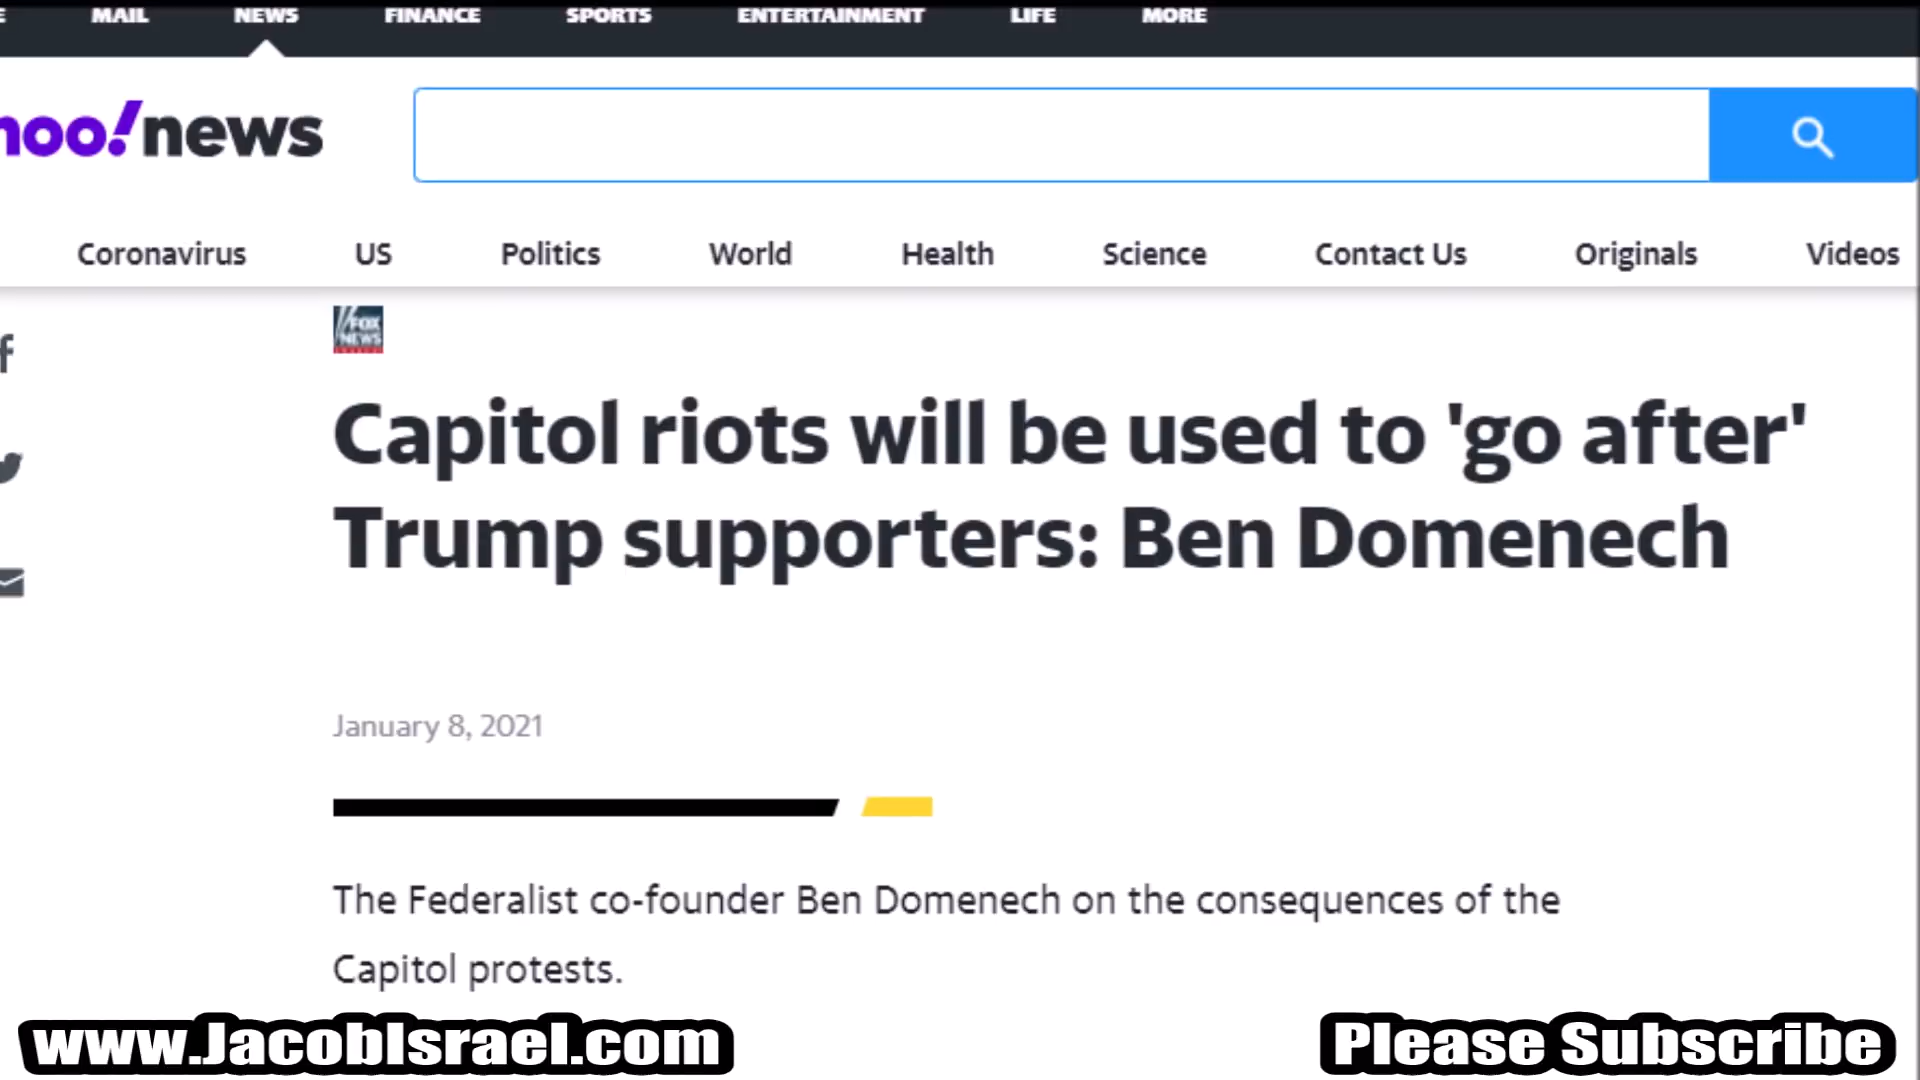 MAIL NEWS FINANCE SPORTS ENTERTAINMENT LIFE MORE
hoo!news
Coronavirus US Politics World Health Science Contact Us Originals Videos
FOX
NEWS
Capitol riots will be used to 'go after'
Trump supporters: Ben Domenech
January 8, 2021
The Federalist co-founder Ben Domenech on the consequences of the
Capitol protests.
www.JacobIsrael.com Please Subscribe